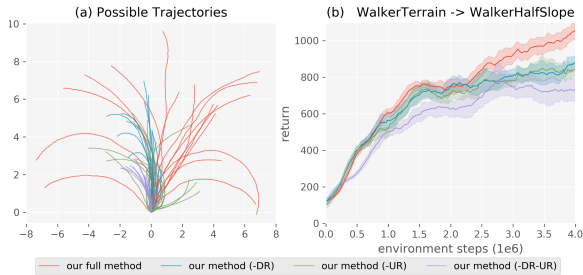 (a) Possible Trajectories
10
8
6
4
2
0
−8 −6 −4 −2 0 2 4 6 8
(b) WalkerTerrain -> WalkerHalfSlope
1000
800
600
400
200
0
return
0.0 0.5 1.0 1.5 2.0 2.5 3.0 3.5 4.0
environment steps (1e6)
our full method our method (-DR) our method (-UR) our method (-DR-UR)